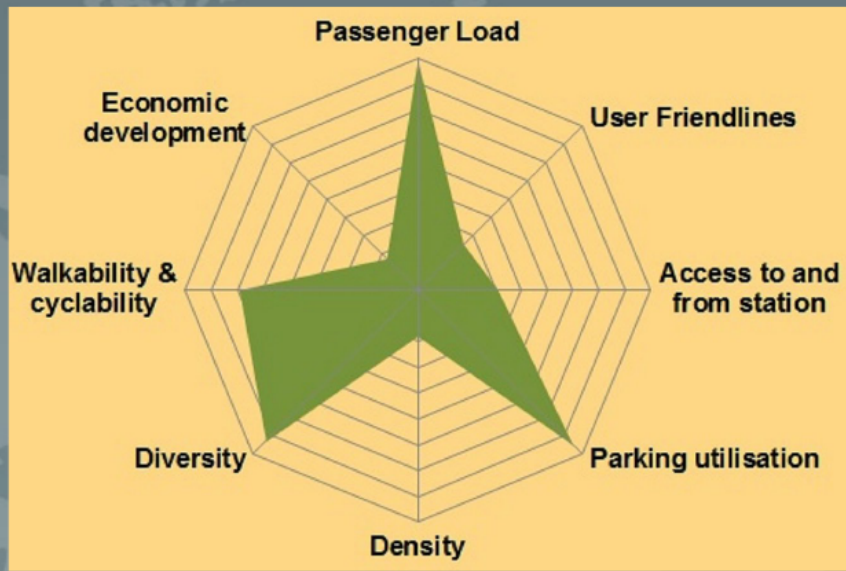 Passenger Load
Economic
development
User Friendlines
Walkability &
cyclability
Access to and
from station
Diversity
Parking utilisation
Density